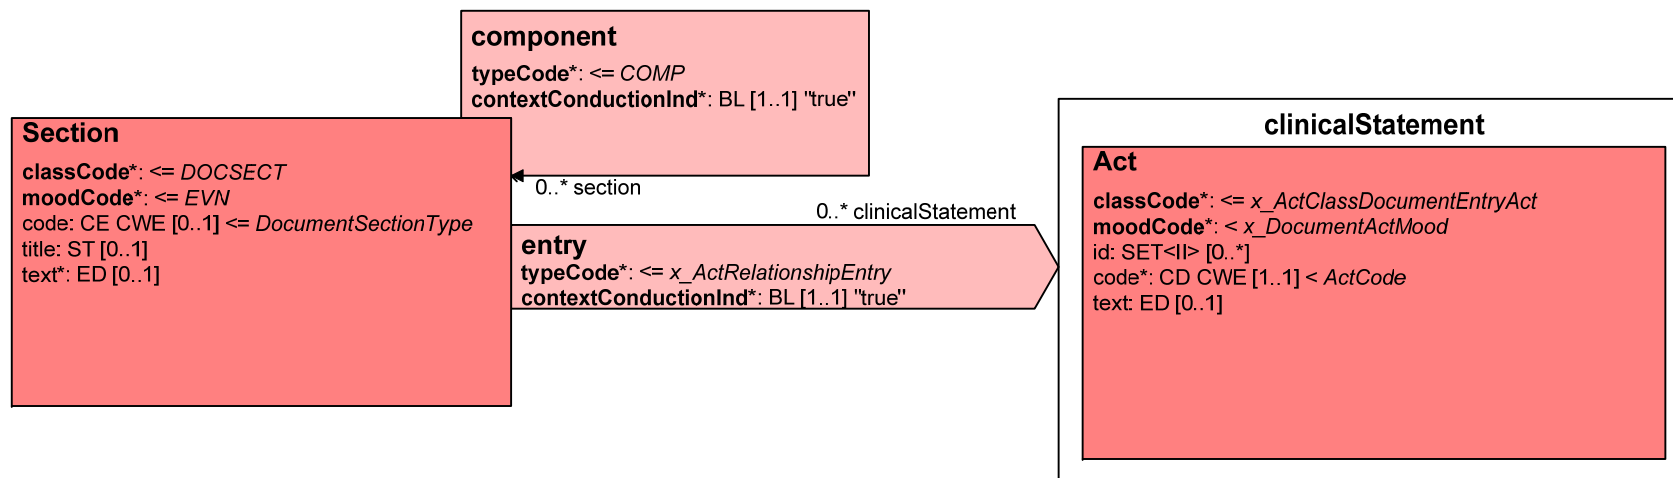 component
typeCode*: <= COMP
contextConductionInd*: BL [1..1] "true"
Section
classCode*: <= DOCSECT
moodCode*: <= EVN
code: CE CWE [0..1] <= DocumentSectionType
title: ST [0..1]
text*: ED [0..1]
0..* section
0..* clinicalStatement
entry
typeCode*: <= x_ActRelationshipEntry
contextConductionInd*: BL [1..1] "true"
clinicalStatement
Act
classCode*: <= x_ActClassDocumentEntryAct
moodCode*: < x_DocumentActMood
id: SET<II> [0..*]
code*: CD CWE [1..1] < ActCode
text: ED [0..1]